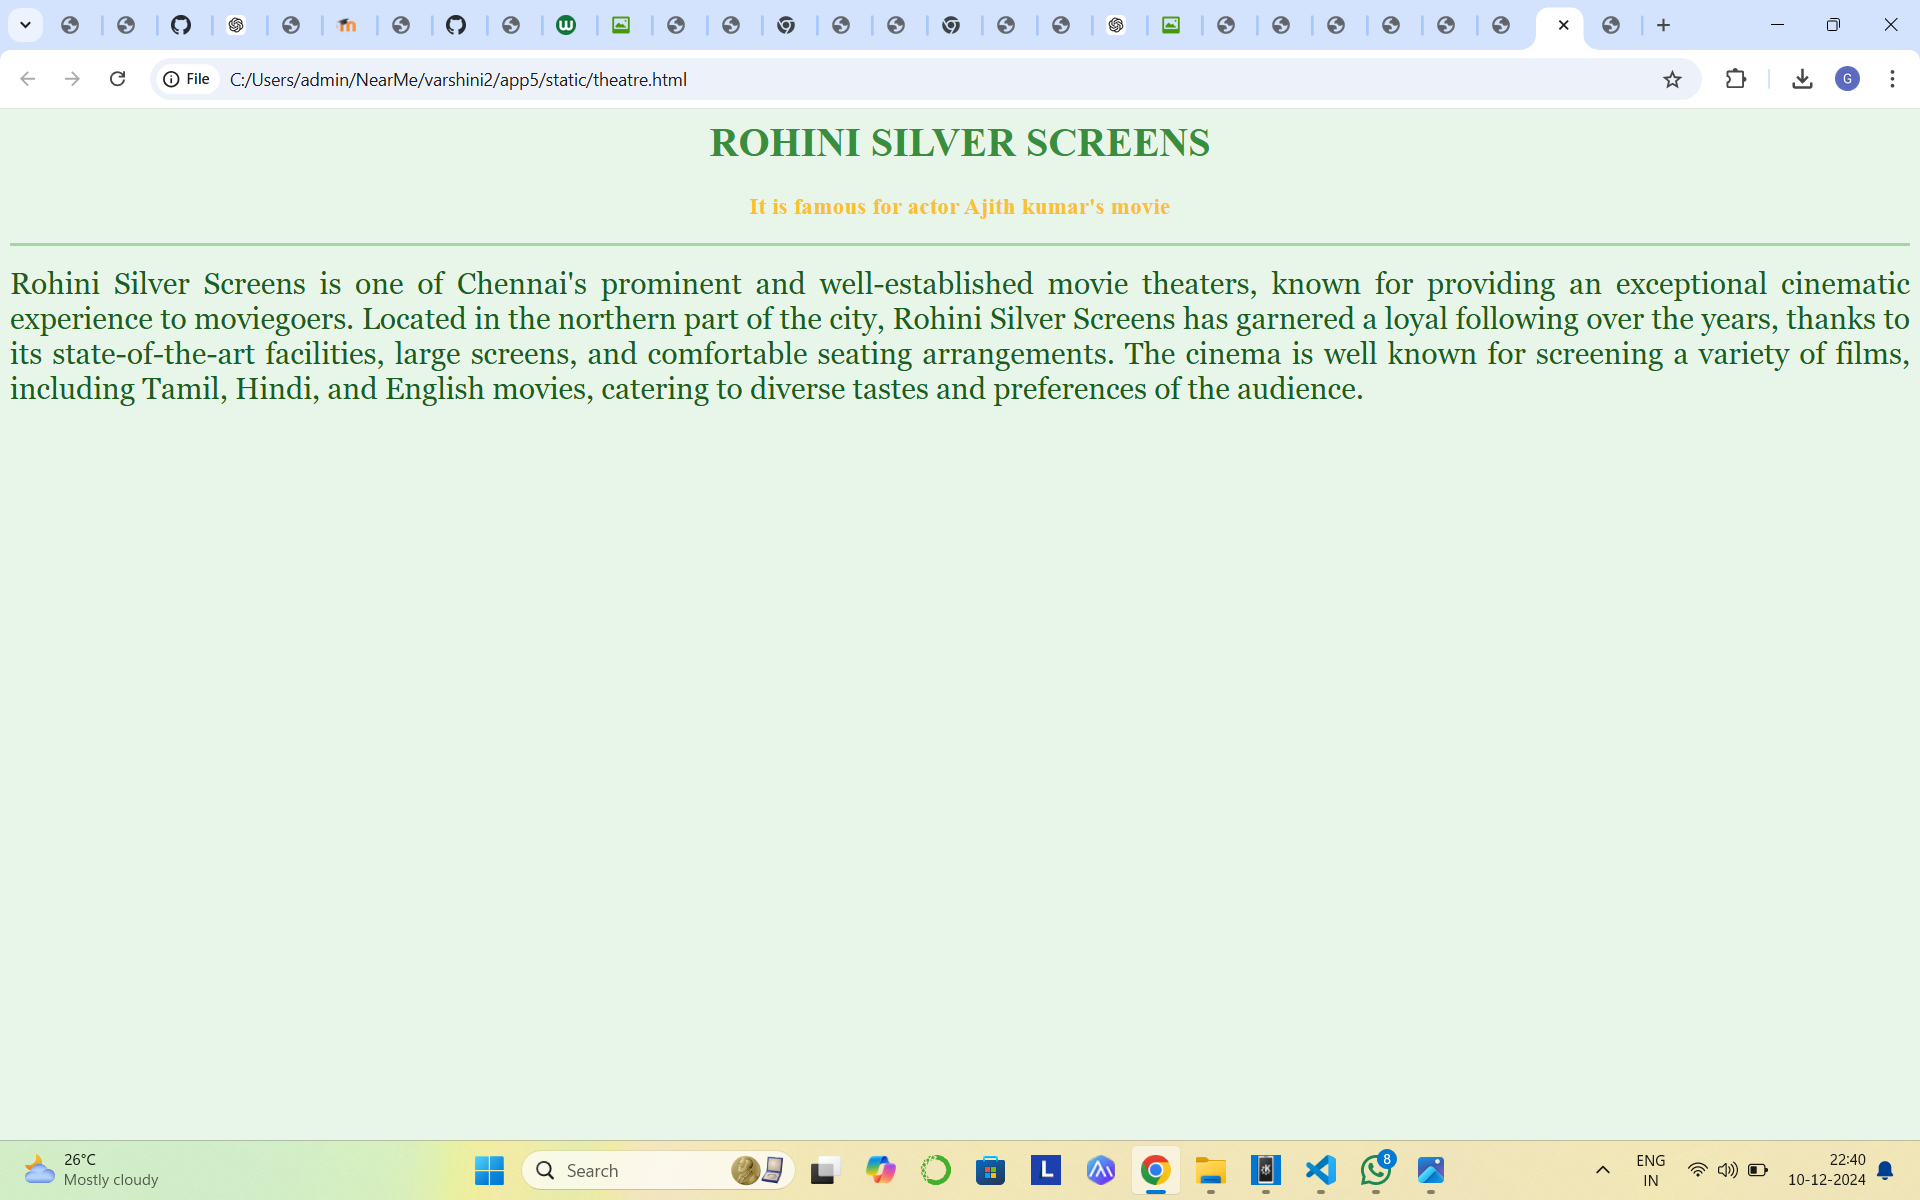 File
C:/Users/admin/NearMe/varshini2/app5/static/theatre.html
G
ROHINI SILVER SCREENS
It is famous for actor Ajith kumar's movie
Rohini Silver Screens is one of Chennai's prominent and well-established movie theaters, known for providing an exceptional cinematic
experience to moviegoers. Located in the northern part of the city, Rohini Silver Screens has garnered a loyal following over the years, thanks to
its state-of-the-art facilities, large screens, and comfortable seating arrangements. The cinema is well known for screening a variety of films,
including Tamil, Hindi, and English movies, catering to diverse tastes and preferences of the audience.
26°C
Mostly cloudy
Search
L
8
ENG
IN
22:40
10-12-2024